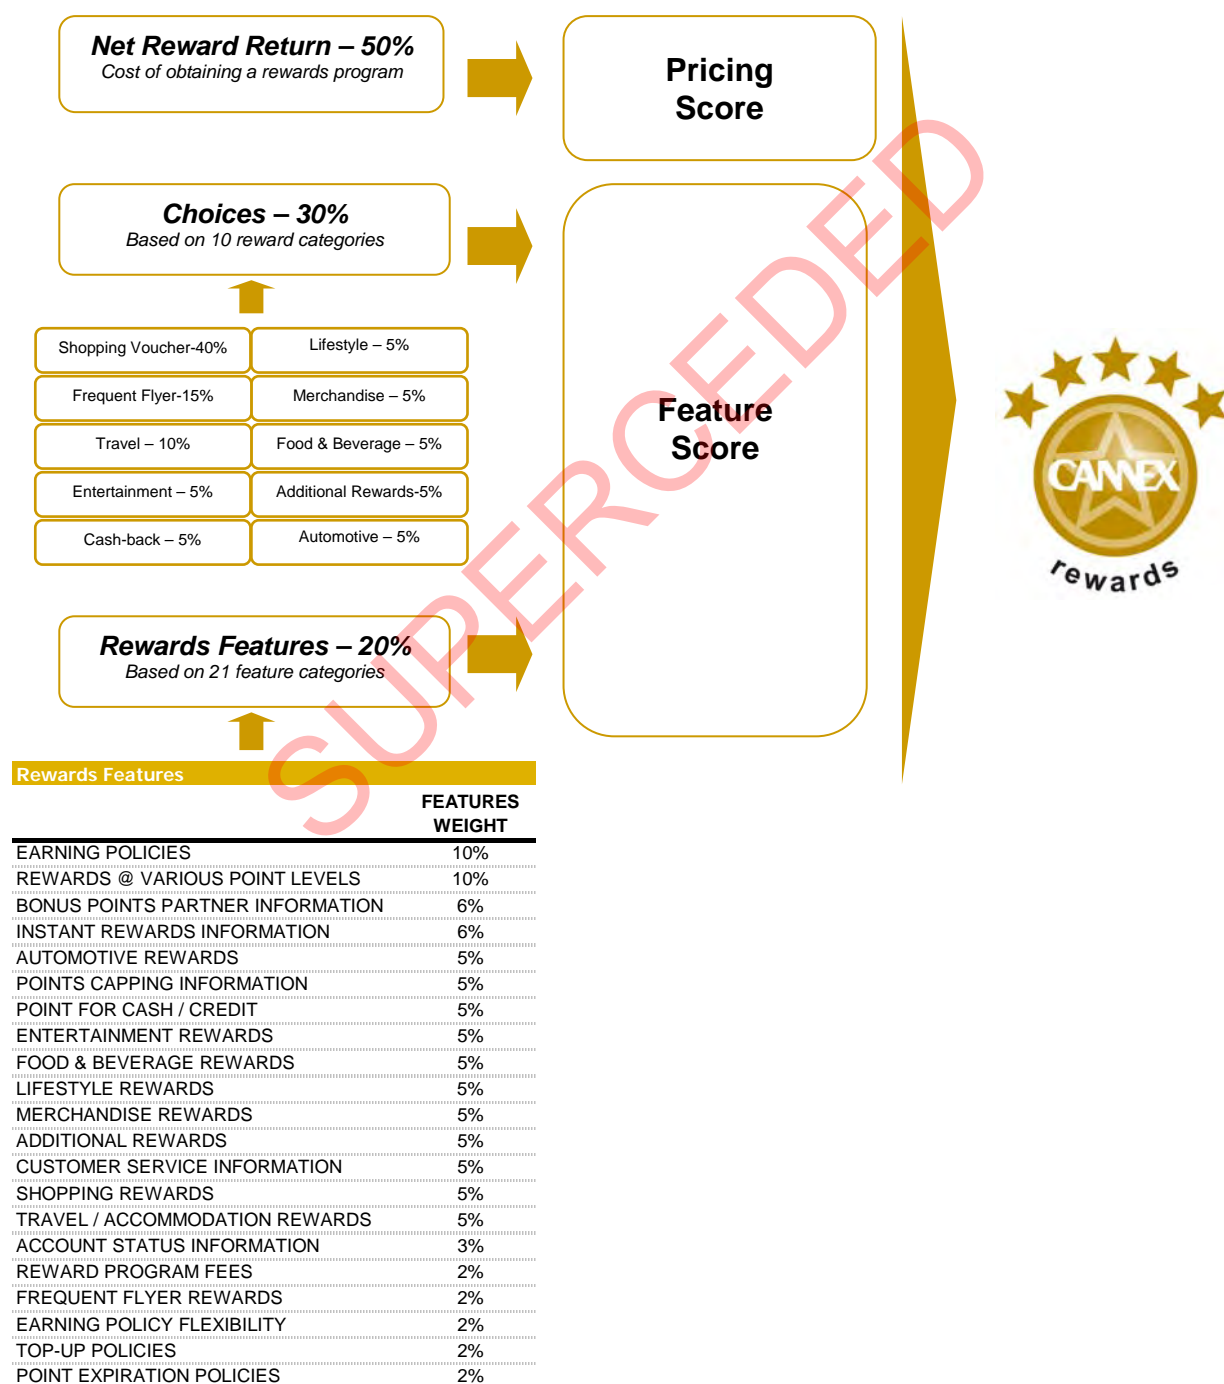 Net Reward Return – 50%
Cost of obtaining a rewards program
Pricing
Score
Choices – 30%
Based on 10 reward categories
Shopping Voucher-40%
Lifestyle – 5%
Frequent Flyer-15%
Merchandise – 5%
Travel – 10%
Food & Beverage – 5%
Entertainment – 5%
Additional Rewards-5%
Cash-back – 5%
Automotive – 5%
Feature
Score
CANNEX
rewards
Rewards Features – 20%
Based on 21 feature categories
SUPERCEDED
Rewards Features
FEATURES
WEIGHT
EARNING POLICIES 10%
REWARDS @ VARIOUS POINT LEVELS 10%
BONUS POINTS PARTNER INFORMATION 6%
INSTANT REWARDS INFORMATION 6%
AUTOMOTIVE REWARDS 5%
POINTS CAPPING INFORMATION 5%
POINT FOR CASH / CREDIT 5%
ENTERTAINMENT REWARDS 5%
FOOD & BEVERAGE REWARDS 5%
LIFESTYLE REWARDS 5%
MERCHANDISE REWARDS 5%
ADDITIONAL REWARDS 5%
CUSTOMER SERVICE INFORMATION 5%
SHOPPING REWARDS 5%
TRAVEL / ACCOMMODATION REWARDS 5%
ACCOUNT STATUS INFORMATION 3%
REWARD PROGRAM FEES 2%
FREQUENT FLYER REWARDS 2%
EARNING POLICY FLEXIBILITY 2%
TOP-UP POLICIES 2%
POINT EXPIRATION POLICIES 2%